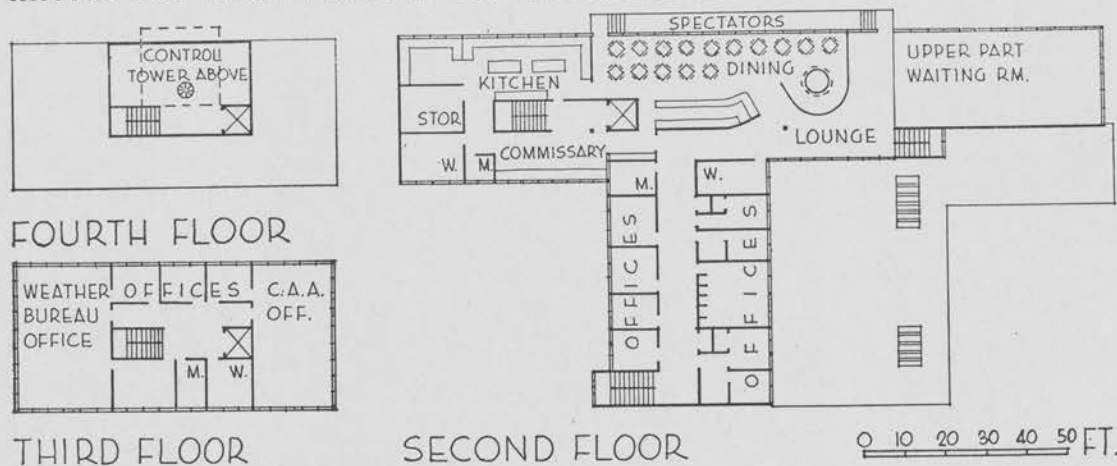 CONTROLL
TOWER ABOVE
FOURTH FLOOR
WEATHER
BUREAU
OFFICE
OFFICES
C.A.A.
OFF.
M.
W.
THIRD FLOOR
SPECTATORS
KITCHEN
DINING
UPPER PART
WAITING RM.
STOR
W.
M.
COMMISSARY
LOUNGE
M.
W.
OFFICES
OFFICES
SECOND FLOOR
0 10 20 30 40 50 FT.